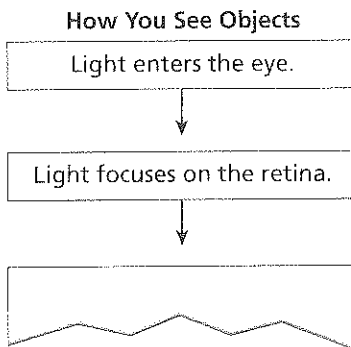 How You See Objects
Light enters the eye.
Light focuses on the retina.